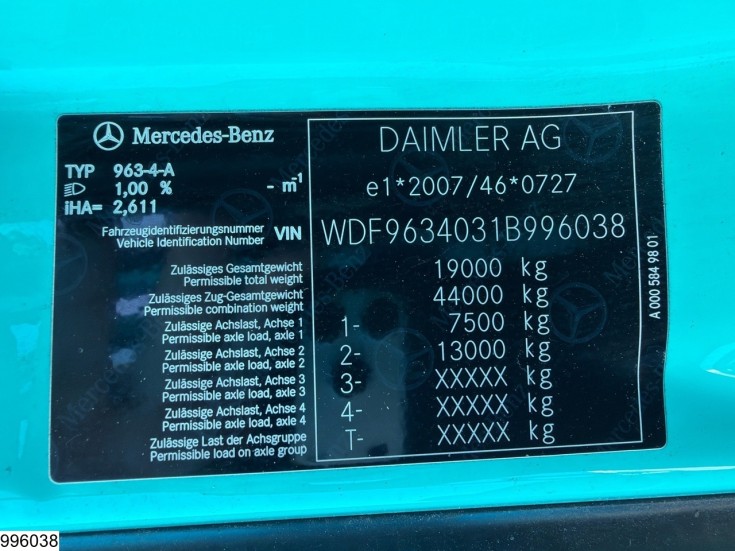 Mercedes-Benz
TYP 963-4-A
1,00 % - m⁻¹
iHA= 2,611
DAIMLER AG
e1*2007/46*0727
Fahrzeugidentifizierungsnummer
Vehicle Identification Number VIN WDF9634031B996038
Zulässiges Gesamtgewicht
Permissible total weight 19000 kg
Zulässiges Zug-Gesamtgewicht
Permissible combination weight 44000 kg
Zulässige Achslast, Achse 1
Permissible axle load, axle 1 1- 7500 kg
Zulässige Achslast, Achse 2
Permissible axle load, axle 2 2- 13000 kg
Zulässige Achslast, Achse 3
Permissible axle load, axle 3 3- XXXXX kg
Zulässige Achslast, Achse 4
Permissible axle load, axle 4 4- XXXXX kg
Zulässige Last der Achsgruppe
Permissible load on axle group T- XXXXX kg
A 000 584 98 01
996038